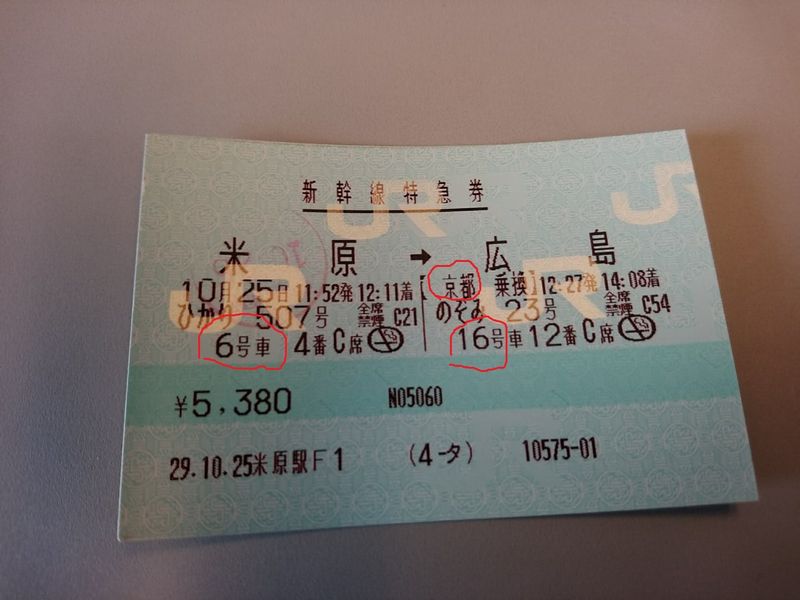 新幹線特急券
米原 → 広島
10月25日 11:52発 12:11着 【京都 乗換】12:27発 14:08着
ひかり 507号 全席禁煙 C21 のぞみ 23号 全席禁煙 C54
6号車 4番C席 16号車 12番C席
¥5,380 N05060
29.10.25米原駅F1 (4-タ) 10575-01